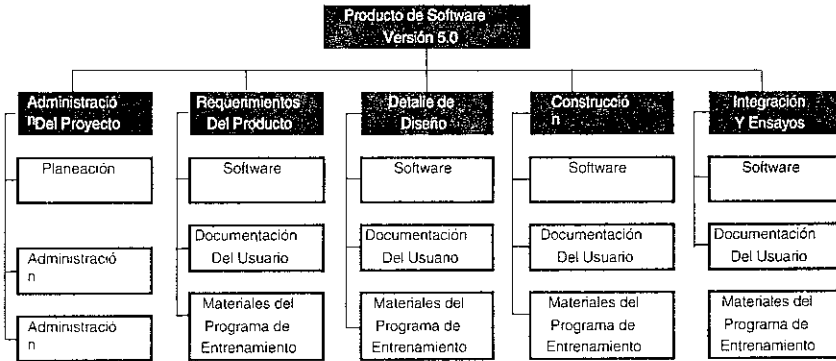 Producto de Software
Versión 5.0
Administració
n
Del Proyecto
Requerimientos
Del Producto
Detalle de
Diseño
Construcció
n
Integración
Y Ensayos
Planeación
Software
Software
Software
Software
Administració
n
Documentación
Del Usuario
Documentación
Del Usuario
Documentación
Del Usuario
Documentación
Del Usuario
Administració
n
Materiales del
Programa de
Entrenamiento
Materiales del
Programa de
Entrenamiento
Materiales del
Programa de
Entrenamiento
Materiales del
Programa de
Entrenamiento